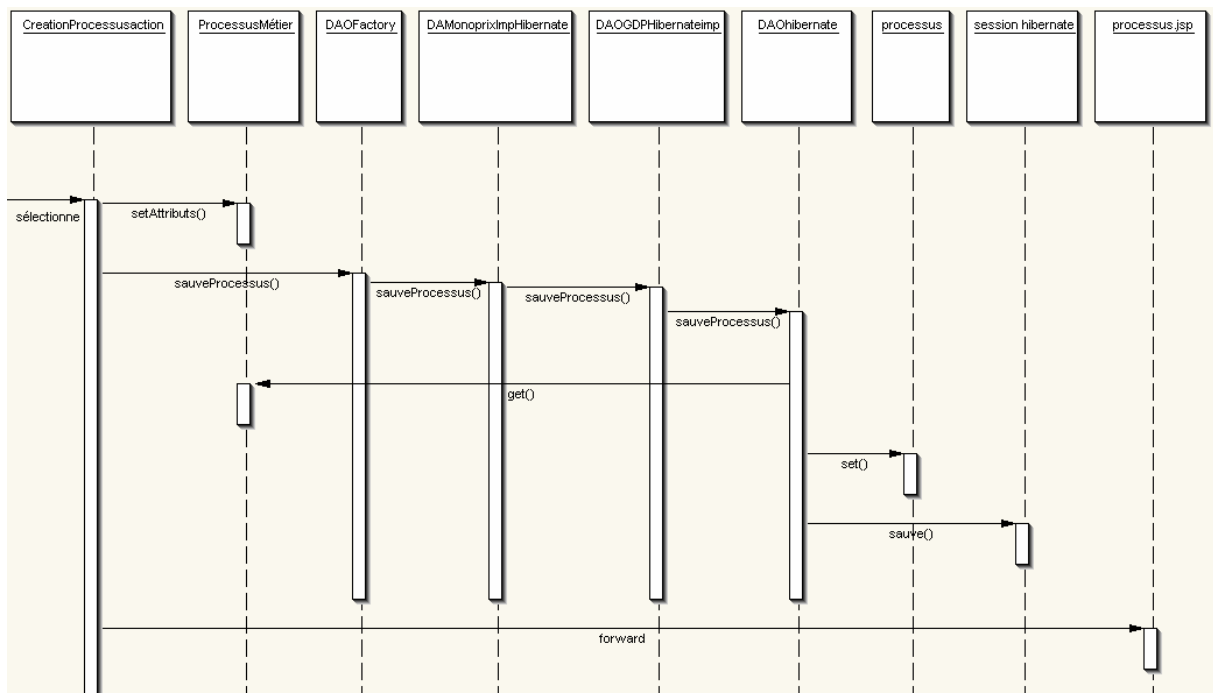 CreationProcessusaction
ProcessusMétier
DAOFactory
DAMonoprixImpHibernate
DAOGDPHibernateimp
DAOhibernate
processus
session hibernate
processus.jsp
sélectionne
setAttributs()
sauveProcessus()
sauveProcessus()
sauveProcessus()
sauveProcessus()
get()
set()
sauve()
forward